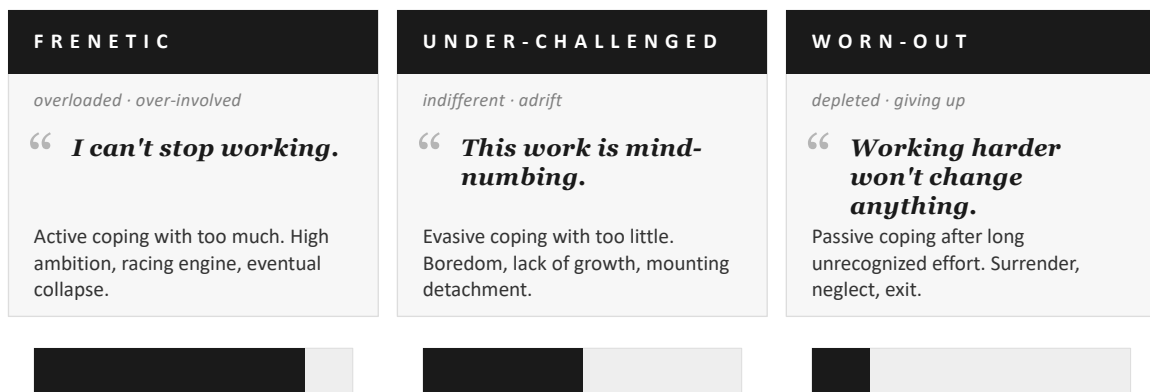 FRENETIC
overloaded · over-involved
“ I can't stop working.
Active coping with too much. High
ambition, racing engine, eventual
collapse.
UNDER-CHALLENGED
indifferent · adrift
“ This work is mind-
numbing.
Evasive coping with too little.
Boredom, lack of growth, mounting
detachment.
WORN-OUT
depleted · giving up
“ Working harder
won't change
anything.
Passive coping after long
unrecognized effort. Surrender,
neglect, exit.